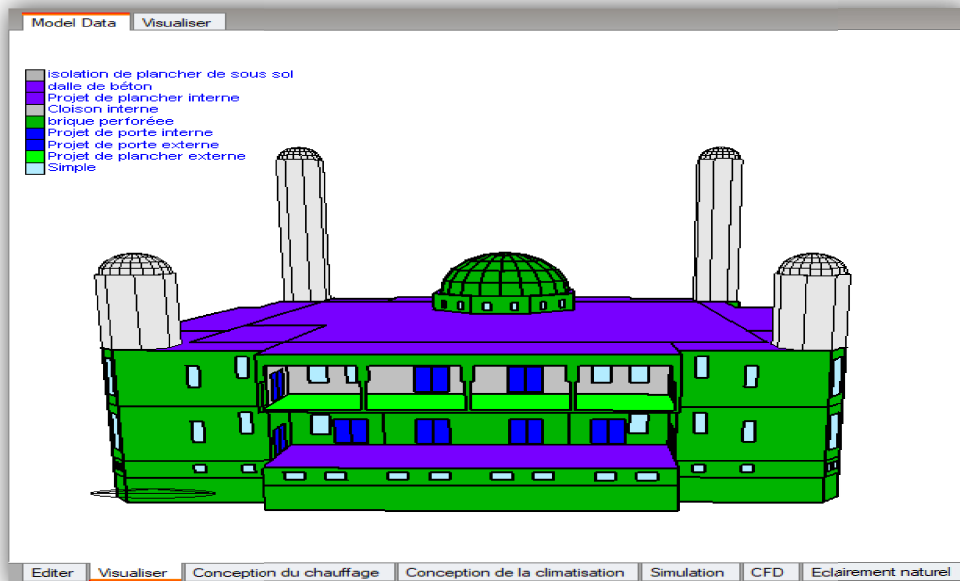 Model Data Visualiser
isolation de plancher de sous sol
dalle de béton
Projet de plancher interne
Cloison interne
brique perforéee
Projet de porte interne
Projet de porte externe
Projet de plancher externe
Simple
Editer Visualiser Conception du chauffage Conception de la climatisation Simulation CFD Eclairement naturel